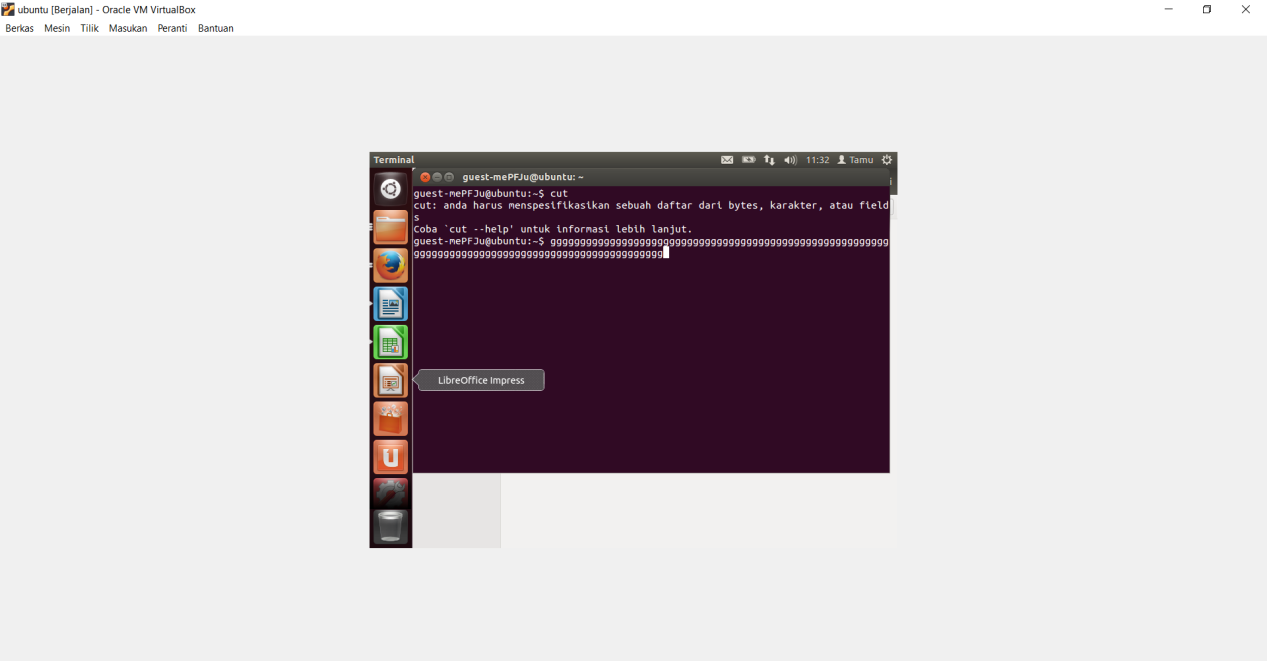 ubuntu [Berjalan] - Oracle VM VirtualBox
Berkas Mesin Tilik Masukan Peranti Bantuan
Terminal 11:32 Tamu
guest-mePFJu@ubuntu: ~
guest-mePFJu@ubuntu:~$ cut
cut: anda harus menspesifikasikan sebuah daftar dari bytes, karakter, atau field
s
Coba `cut --help' untuk informasi lebih lanjut.
guest-mePFJu@ubuntu:~$ ggggggggggggggggggggggggggggggggggggggggggggggggggggggggg
gggggggggggggggggggggggggggggggggggggggggg
LibreOffice Impress